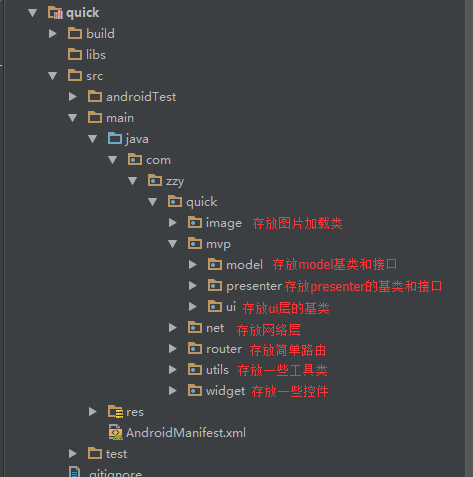 quick
build
libs
src
androidTest
main
java
com
zzy
quick
image 存放图片加载类
mvp
model 存放model基类和接口
presenter 存放presenter的基类和接口
ui 存放ui层的基类
net 存放网络层
router 存放简单路由
utils 存放一些工具类
widget 存放一些控件
res
AndroidManifest.xml
test
.gitignore